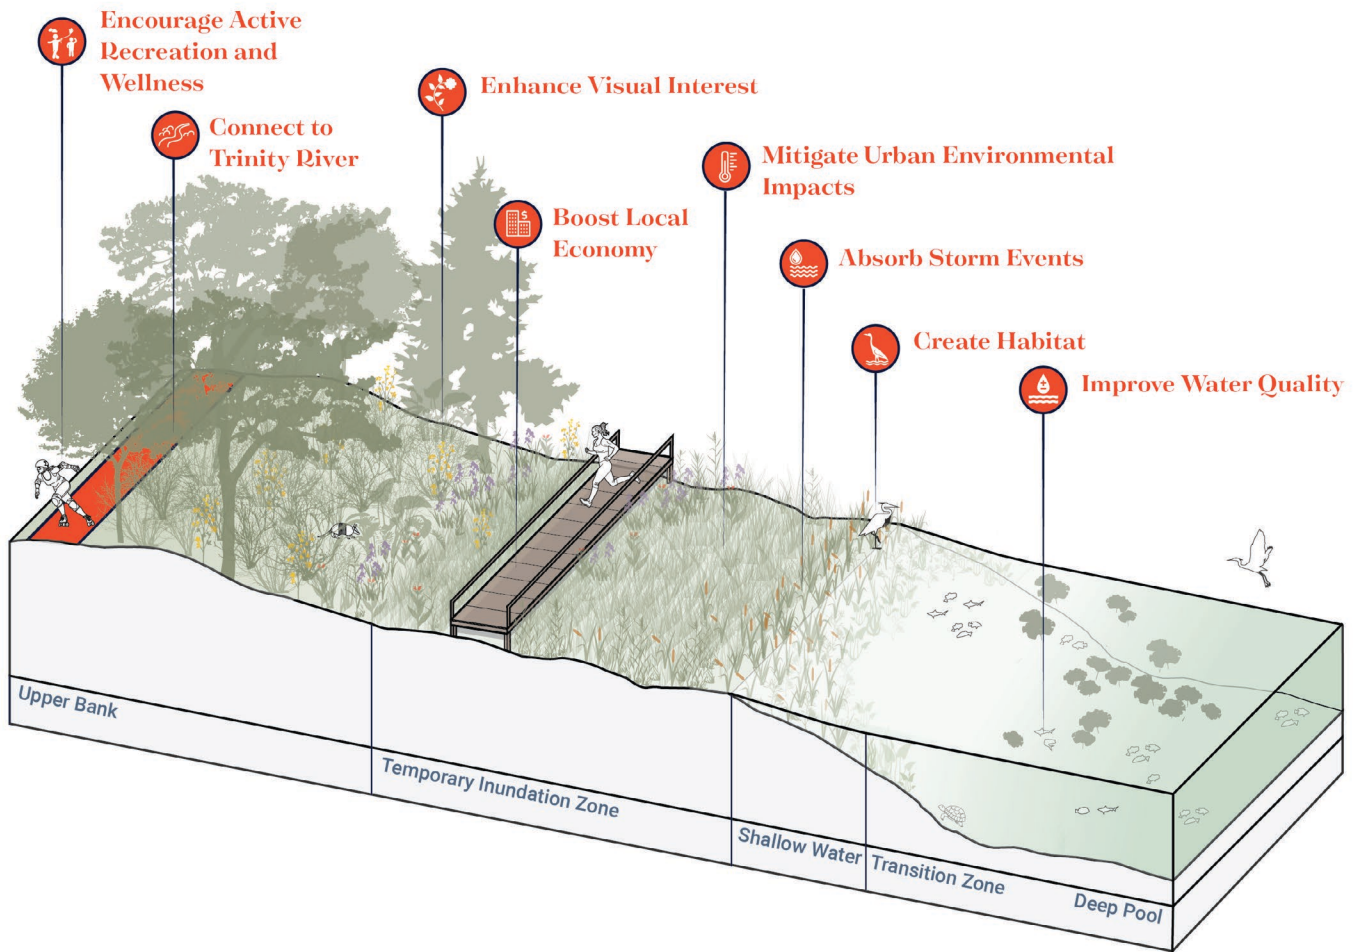 Encourage Active
Recreation and
Wellness
Connect to
Trinity River
Enhance Visual Interest
Boost Local
Economy
Mitigate Urban Environmental
Impacts
Absorb Storm Events
Create Habitat
Improve Water Quality
$
Upper Bank
Temporary Inundation Zone
Shallow Water
Transition Zone
Deep Pool